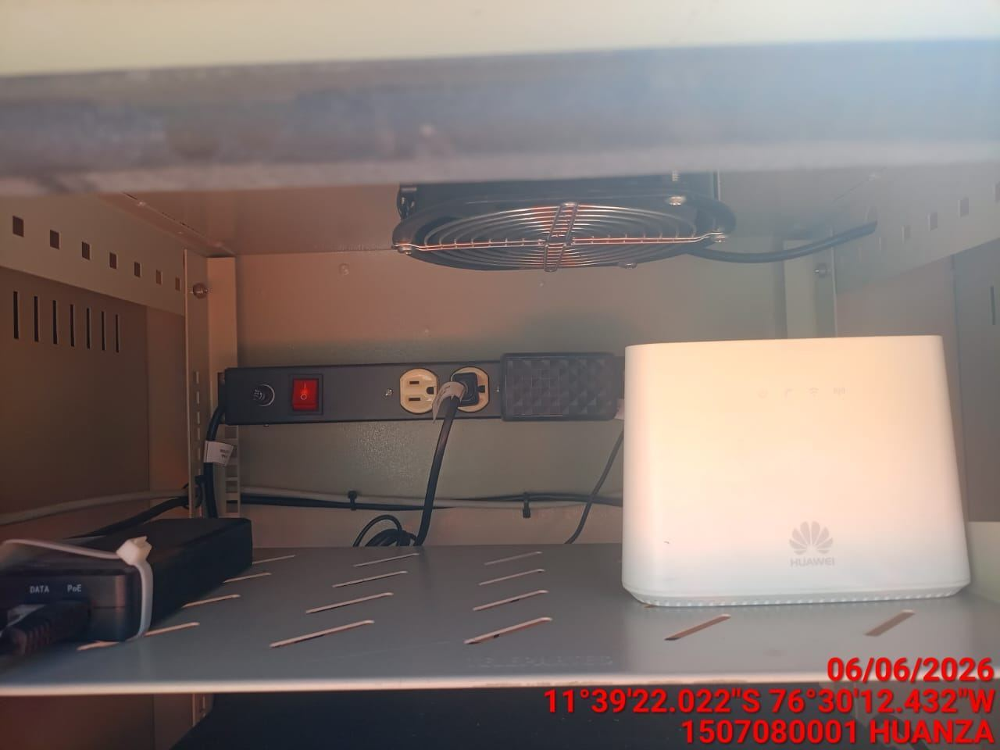 DATA PoE
HUAWEI
06/06/2026
11°39'22.022"S 76°30'12.432"W
1507080001 HUANZA